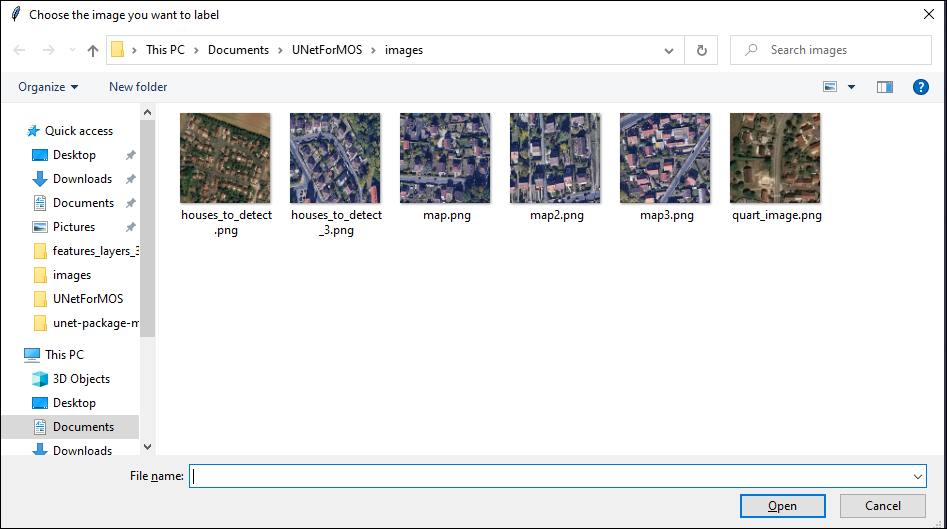 Choose the image you want to label
This PC > Documents > UNetForMOS > images
Search images
Organize
New folder
Quick access
Desktop
Downloads
Documents
Pictures
features_layers_3
images
UNetForMOS
unet-package-m
This PC
3D Objects
Desktop
Documents
Downloads
houses_to_detect
.png
houses_to_detect
_3.png
map.png
map2.png
map3.png
quart_image.png
File name:
Open
Cancel